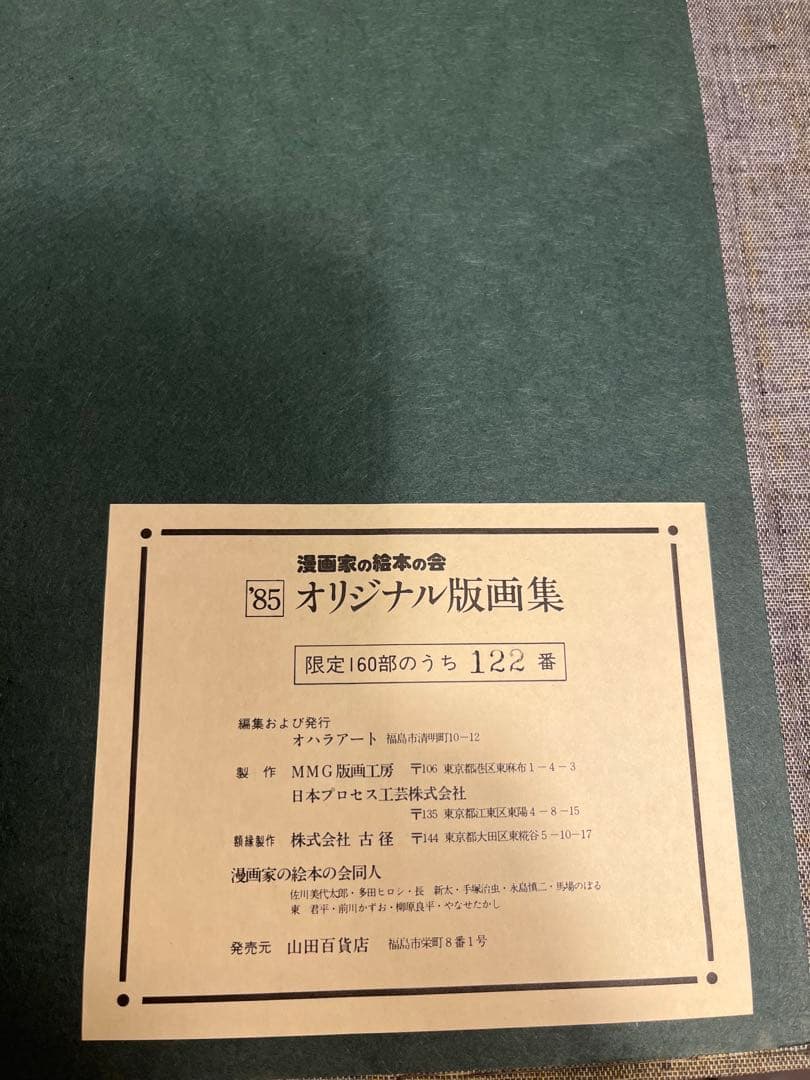 漫画家の絵本の会
'85 オリジナル版画集
限定160部のうち 122 番
編集および発行
オハラアート 福島市清明町10-12
製作 MMG版画工房 〒106 東京都港区東麻布1-4-3
日本プロセス工芸株式会社
〒135 東京都江東区東陽4-8-15
額縁製作 株式会社 古径 〒144 東京都大田区東糀谷5-10-17
漫画家の絵本の会同人
佐川美代太郎・多田ヒロシ・長 新太・手塚治虫・永島慎二・馬場のぼる
東 君平・前川かずお・柳原良平・やなせたかし
発売元 山田百貨店 福島市栄町8番1号